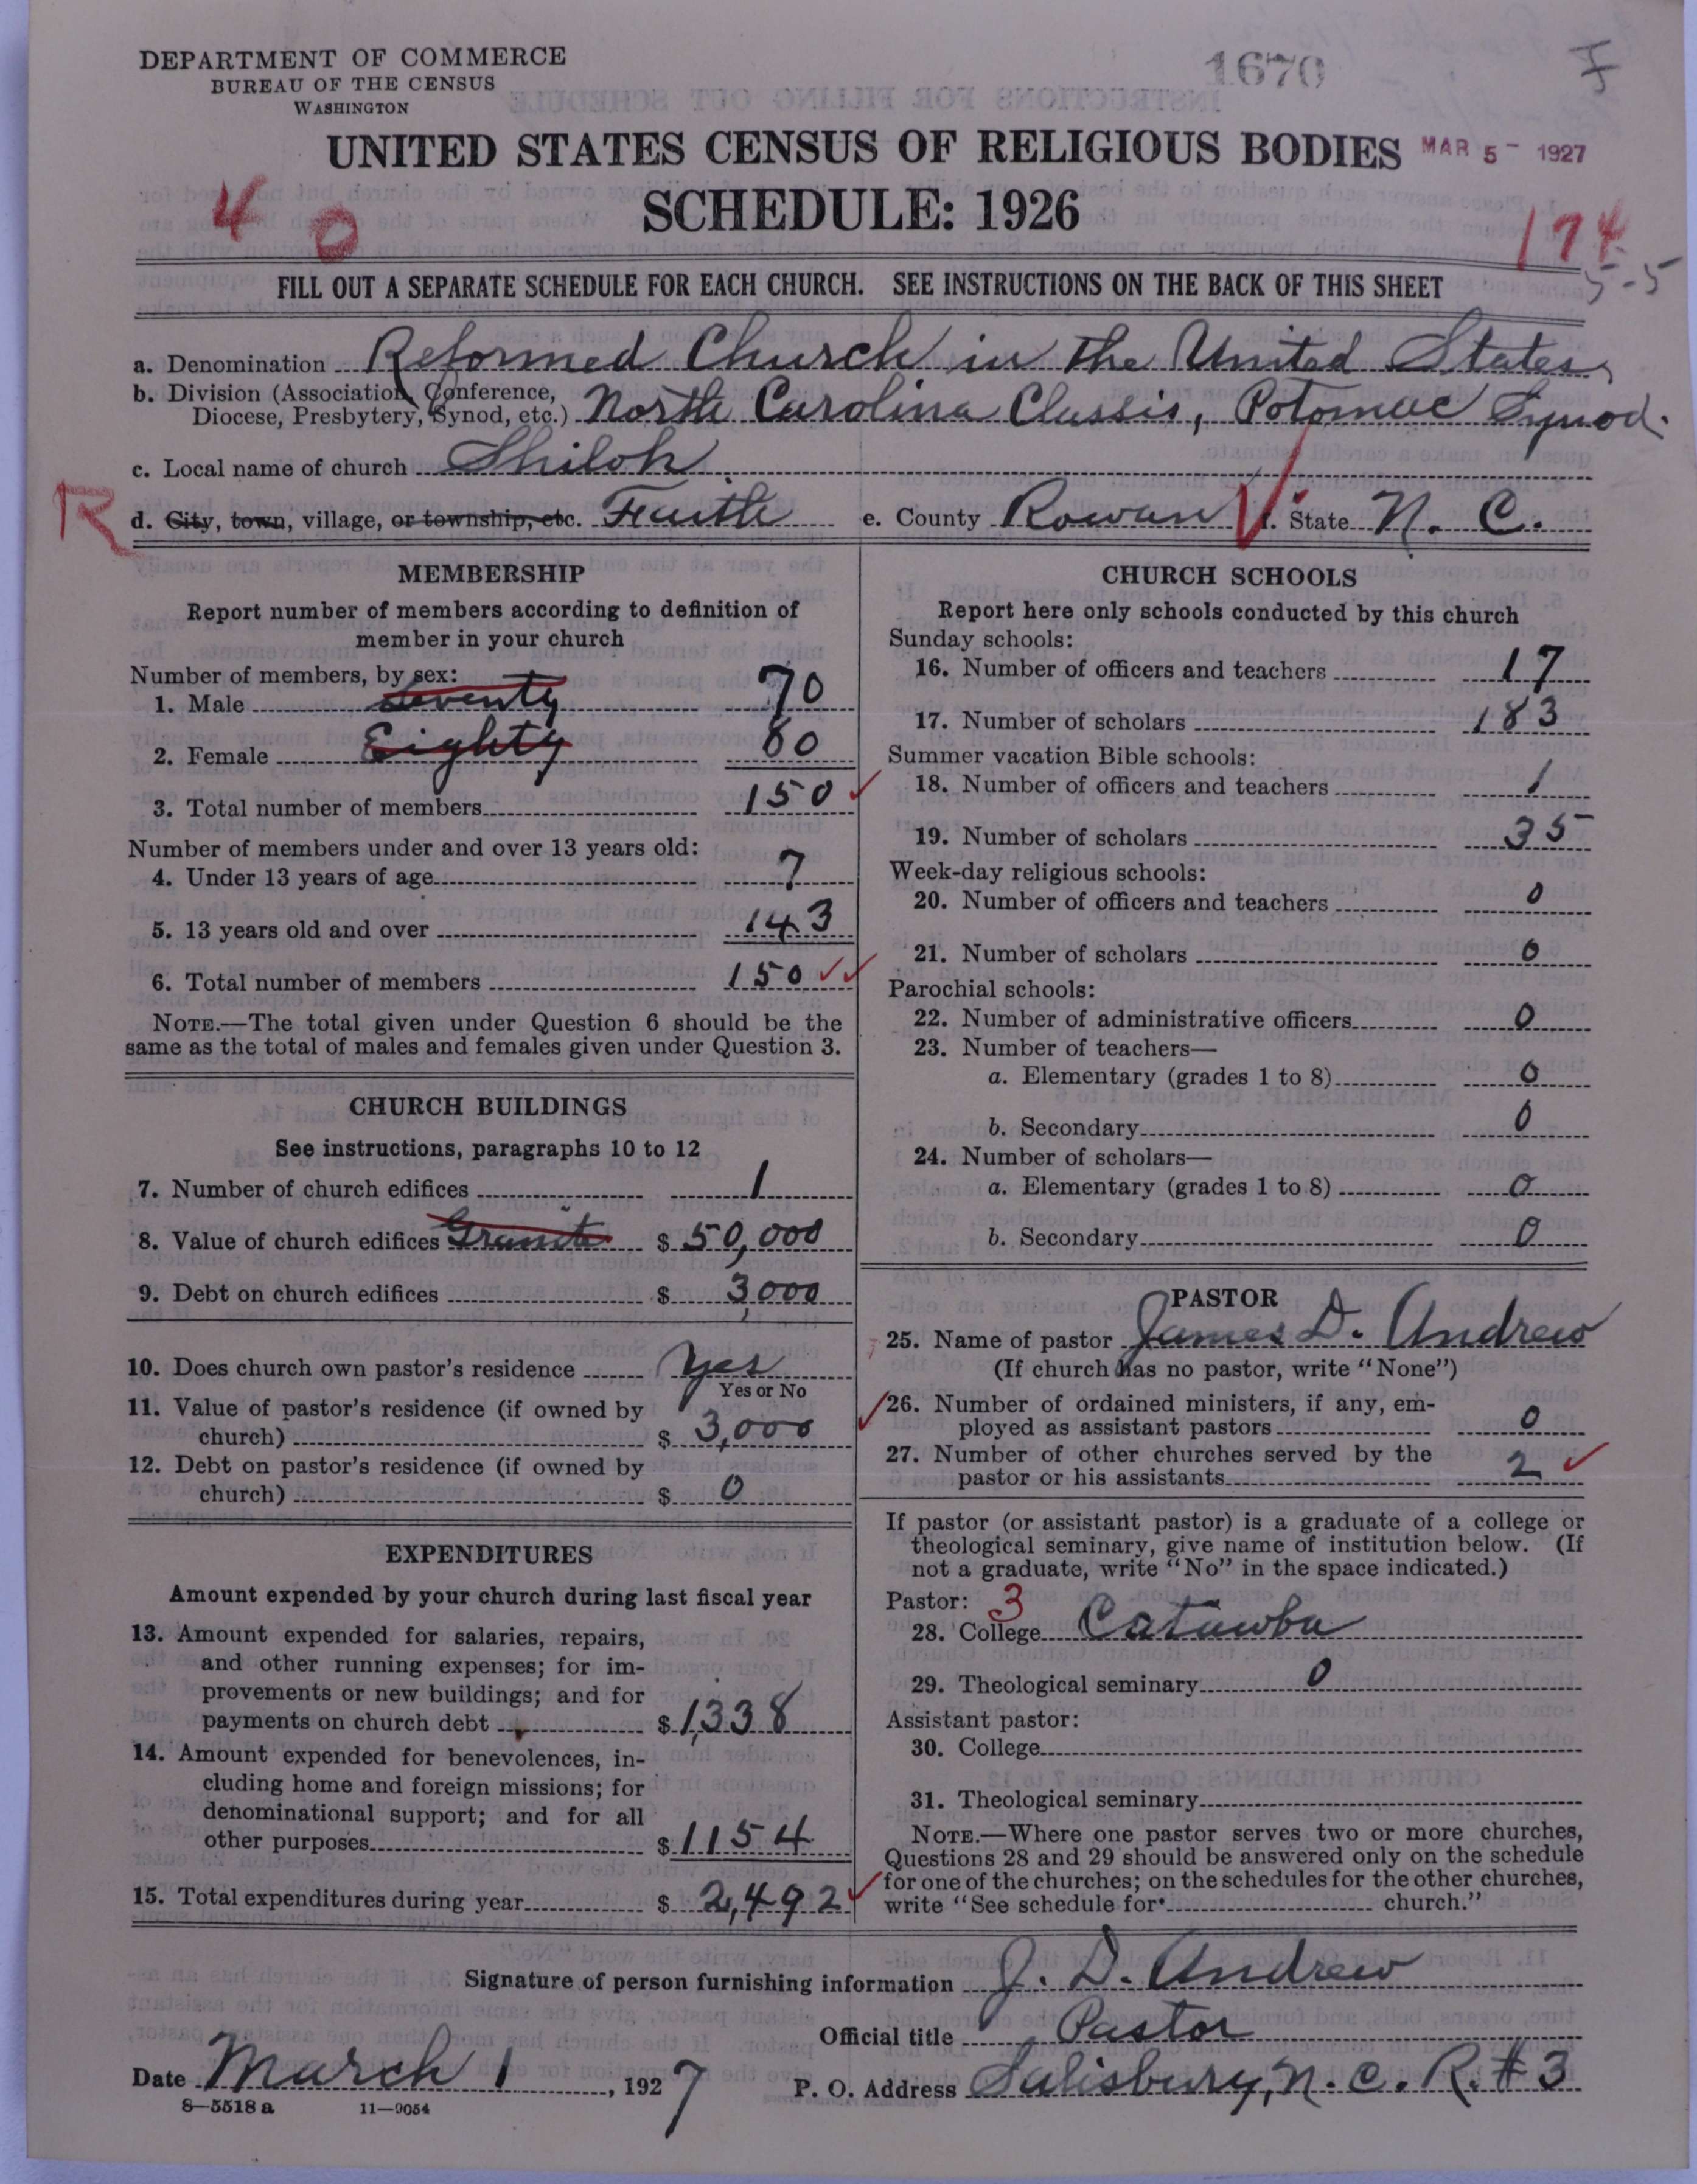 DEPARTMENT OF COMMERCE
BUREAU OF THE CENSUS
WASHINGTON
1670
F
UNITED STATES CENSUS OF RELIGIOUS BODIES
MAR 5 - 1927
SCHEDULE: 1926
4 0
174
5-5
FILL OUT A SEPARATE SCHEDULE FOR EACH CHURCH. SEE INSTRUCTIONS ON THE BACK OF THIS SHEET
a. Denomination Reformed Church in the United States,
b. Division (Association, Conference,
Diocese, Presbytery, Synod, etc.) North Carolina Classis, Potomac Synod.
c. Local name of church Shiloh
R
d. City, town, village, or township, etc. Faith e. County Rowan f. State N. C.
MEMBERSHIP
Report number of members according to definition of
member in your church
Number of members, by sex:
1. Male Seventy 70
2. Female Eighty 80
3. Total number of members 150
Number of members under and over 13 years old:
4. Under 13 years of age 7
5. 13 years old and over 143
6. Total number of members 150
NOTE.—The total given under Question 6 should be the
same as the total of males and females given under Question 3.
CHURCH BUILDINGS
See instructions, paragraphs 10 to 12
7. Number of church edifices 1
8. Value of church edifices Granite $ 50,000
9. Debt on church edifices $ 3,000
10. Does church own pastor's residence Yes
Yes or No
11. Value of pastor's residence (if owned by
church) $ 3,000
12. Debt on pastor's residence (if owned by
church) $ 0
EXPENDITURES
Amount expended by your church during last fiscal year
13. Amount expended for salaries, repairs,
and other running expenses; for im-
provements or new buildings; and for
payments on church debt $ 1,338
14. Amount expended for benevolences, in-
cluding home and foreign missions; for
denominational support; and for all
other purposes $ 1154
15. Total expenditures during year $ 2,492
CHURCH SCHOOLS
Report here only schools conducted by this church
Sunday schools:
16. Number of officers and teachers 17
17. Number of scholars 183
Summer vacation Bible schools:
18. Number of officers and teachers 1
19. Number of scholars 35
Week-day religious schools:
20. Number of officers and teachers 0
21. Number of scholars 0
Parochial schools:
22. Number of administrative officers 0
23. Number of teachers—
a. Elementary (grades 1 to 8) 0
b. Secondary 0
24. Number of scholars—
a. Elementary (grades 1 to 8) 0
b. Secondary 0
PASTOR
25. Name of pastor James D. Andrew
(If church has no pastor, write "None")
26. Number of ordained ministers, if any, em-
ployed as assistant pastors 0
27. Number of other churches served by the
pastor or his assistants 2
If pastor (or assistant pastor) is a graduate of a college or
theological seminary, give name of institution below. (If
not a graduate, write "No" in the space indicated.)
Pastor: 3
28. College Catawba
29. Theological seminary 0
Assistant pastor:
30. College
31. Theological seminary
NOTE.—Where one pastor serves two or more churches,
Questions 28 and 29 should be answered only on the schedule
for one of the churches; on the schedules for the other churches,
write "See schedule for church."
Signature of person furnishing information J. D. Andrew
Official title Pastor
Date March 1, 1927 P. O. Address Salisbury, N. C. R. #3
8—5518 a 11—9054